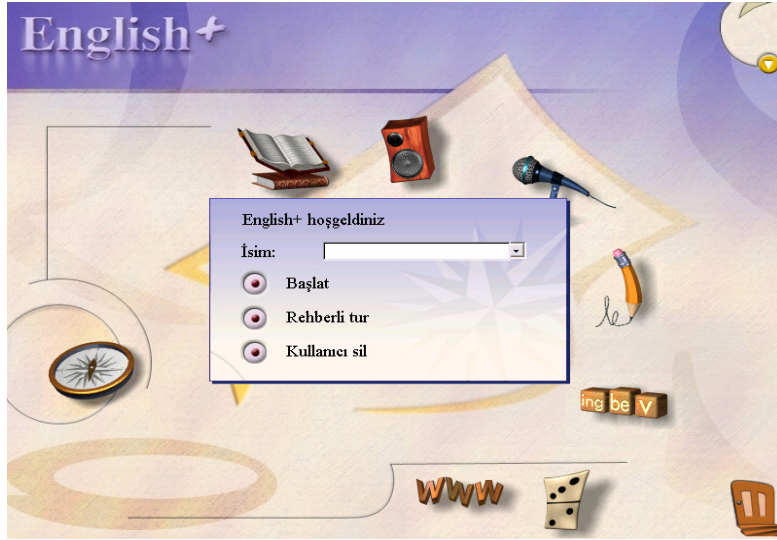 English+
English+ hoşgeldiniz
İsim:
Başlat
Rehberli tur
Kullanıcı sil
ing be V
WWW